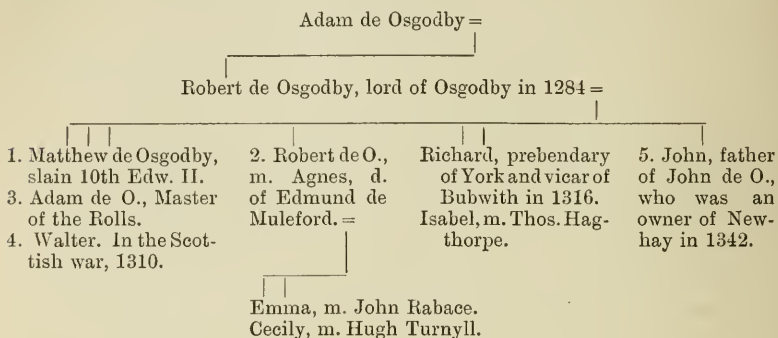 Adam de Osgodby =
Robert de Osgodby, lord of Osgodby in 1284 =
1. Matthew de Osgodby,
slain 10th Edw. II.
3. Adam de O., Master
of the Rolls.
4. Walter. In the Scot-
tish war, 1310.
2. Robert de O.,
m. Agnes, d.
of Edmund de
Muleford. =
Richard, prebendary
of York and vicar of
Bubwith in 1316.
Isabel, m. Thos. Hag-
thorpe.
5. John, father
of John de O.,
who was an
owner of New-
hay in 1342.
Emma, m. John Rabace.
Cecily, m. Hugh Turnyll.